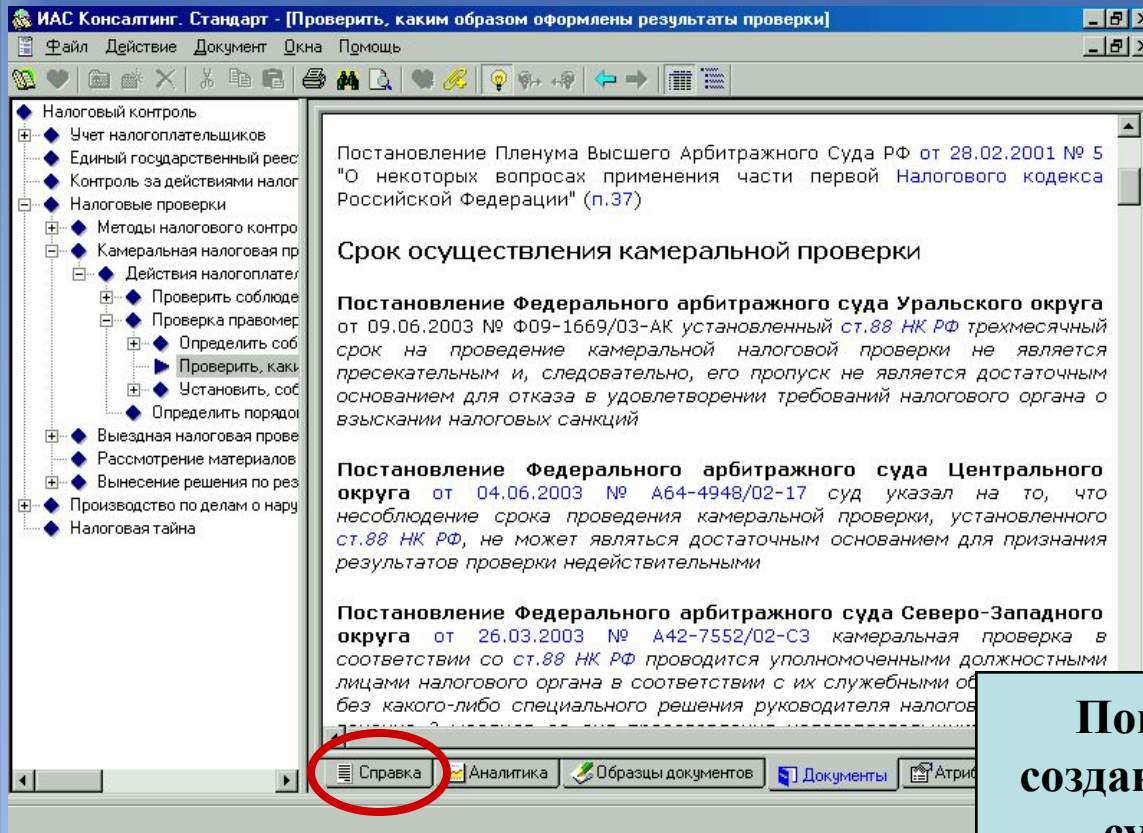 ИАС Консалтинг. Стандарт - [Проверить, каким образом оформлены результаты проверки]
Файл Действие Документ Окна Помощь
Налоговый контроль
Учет налогоплательщиков
Единый государственный реес
Контроль за действиями налог
Налоговые проверки
Методы налогового контро
Камеральная налоговая пр
Действия налогоплател
Проверить соблюде
Проверка правомер
Определить соб
Проверить, каки
Установить, соб
Определить порядо
Выездная налоговая прове
Рассмотрение материалов
Вынесение решения по рез
Производство по делам о нару
Налоговая тайна
Постановление Пленума Высшего Арбитражного Суда РФ от 28.02.2001 № 5
"О некоторых вопросах применения части первой Налогового кодекса
Российской Федерации" (п.37)
Срок осуществления камеральной проверки
Постановление Федерального арбитражного суда Уральского округа
от 09.06.2003 № Ф09-1669/03-АК установленный ст.88 НК РФ трехмесячный
срок на проведение камеральной налоговой проверки не является
пресекательным и, следовательно, его пропуск не является достаточным
основанием для отказа в удовлетворении требований налогового органа о
взыскании налоговых санкций
Постановление Федерального арбитражного суда Центрального
округа от 04.06.2003 № А64-4948/02-17 суд указал на то, что
несоблюдение срока проведения камеральной проверки, установленного
ст.88 НК РФ, не может являться достаточным основанием для признания
результатов проверки недействительными
Постановление Федерального арбитражного суда Северо-Западного
округа от 26.03.2003 № А42-7552/02-С3 камеральная проверка в
соответствии со ст.88 НК РФ проводится уполномоченными должностными
лицами налогового органа в соответствии с их служебными об
без какого-либо специального решения руководителя налогов
Справка Аналитика Образцы документов Документы Атриб
создан